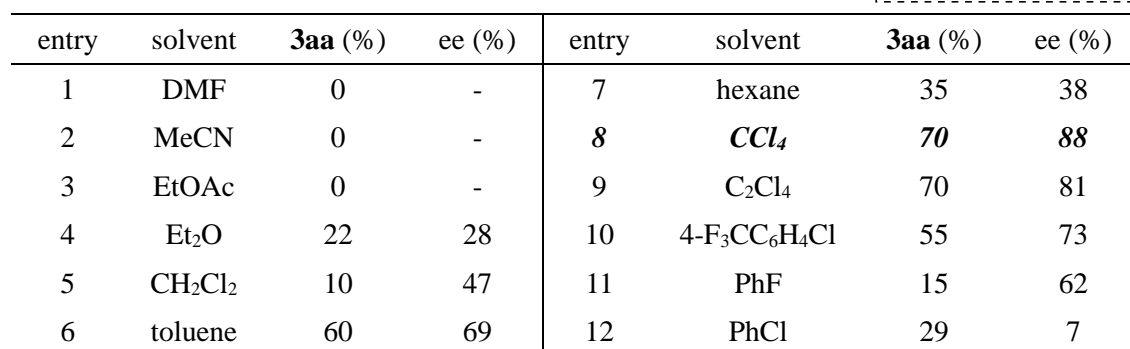 entry solvent 3aa (%) ee (%) entry solvent 3aa (%) ee (%)
1 DMF 0 - 7 hexane 35 38
2 MeCN 0 - 8 CCl₄ 70 88
3 EtOAc 0 - 9 C₂Cl₄ 70 81
4 Et₂O 22 28 10 4-F₃CC₆H₄Cl 55 73
5 CH₂Cl₂ 10 47 11 PhF 15 62
6 toluene 60 69 12 PhCl 29 7